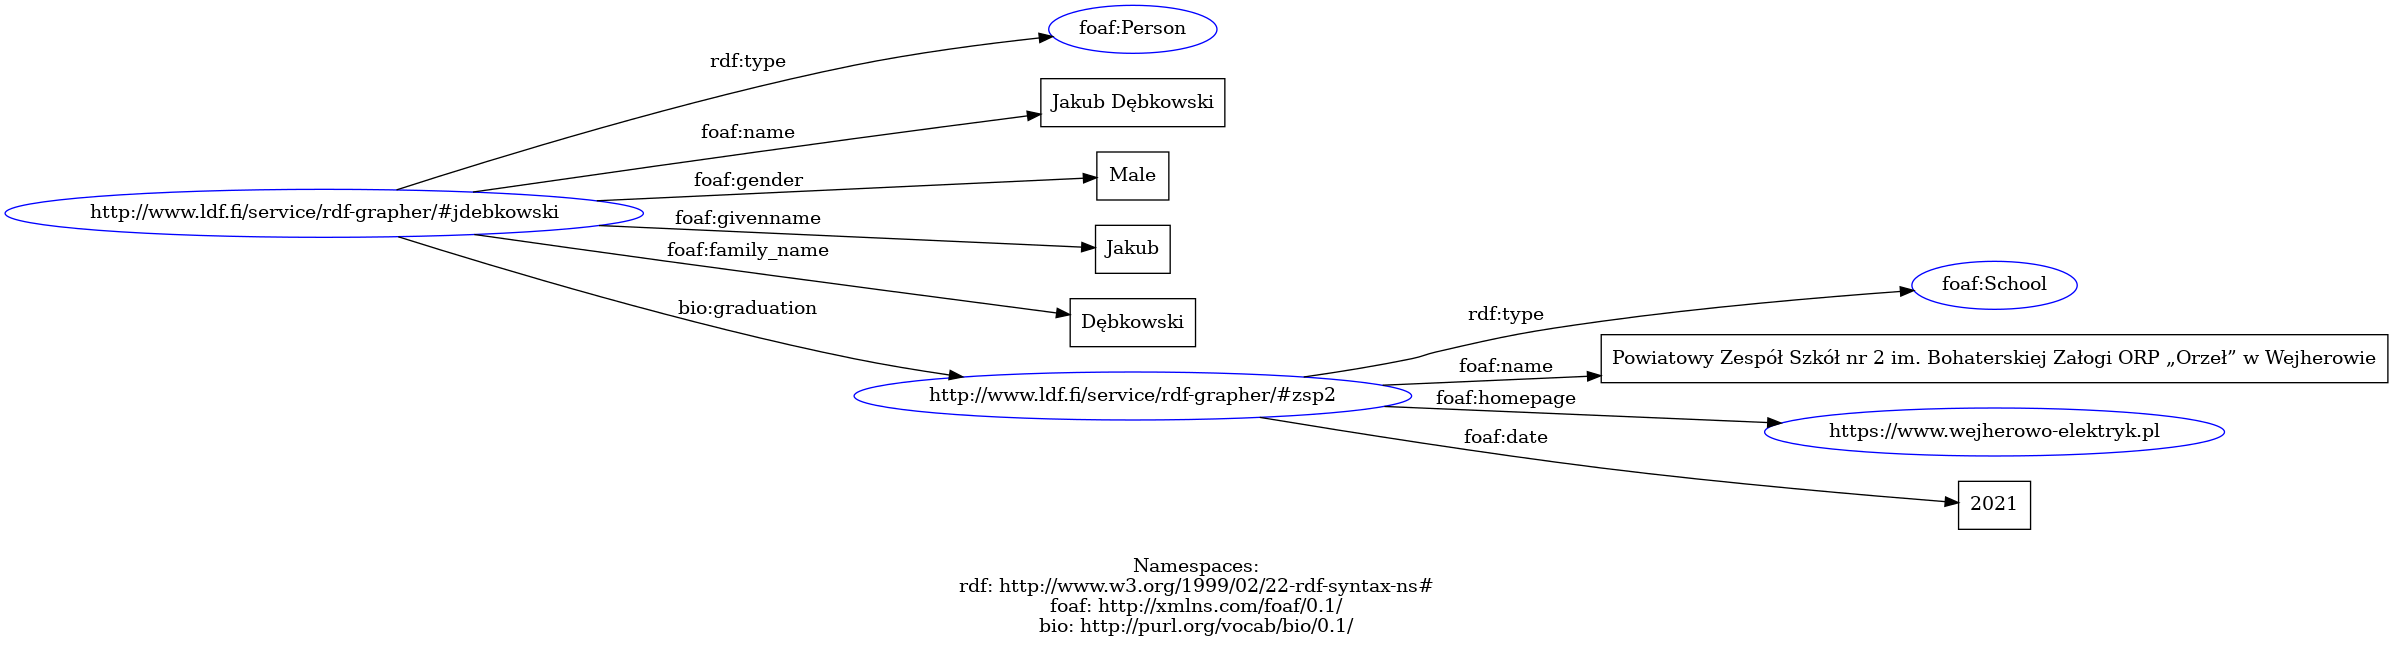 foaf:Person
rdf:type
Jakub Dębkowski
foaf:name
Male
foaf:gender
http://www.ldf.fi/service/rdf-grapher/#jdebkowski
foaf:givenname
Jakub
foaf:family_name
Dębkowski
bio:graduation
http://www.ldf.fi/service/rdf-grapher/#zsp2
foaf:School
rdf:type
foaf:name
Powiatowy Zespół Szkół nr 2 im. Bohaterskiej Załogi ORP „Orzeł” w Wejherowie
foaf:homepage
https://www.wejherowo-elektryk.pl
foaf:date
2021
Namespaces:
rdf: http://www.w3.org/1999/02/22-rdf-syntax-ns#
foaf: http://xmlns.com/foaf/0.1/
bio: http://purl.org/vocab/bio/0.1/